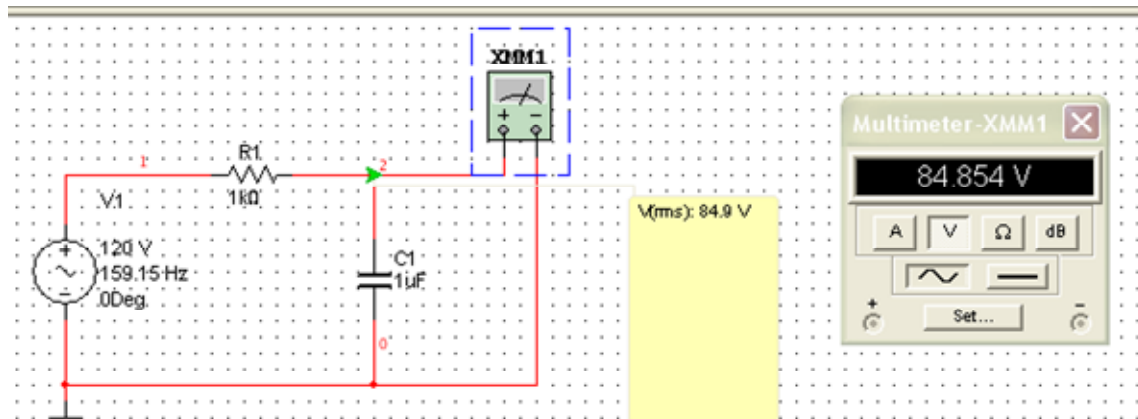 XMM1
+ -
1
R1
1kΩ
2
V1
120 V
159.15 Hz
0Deg
C1
1uF
0
V(rms): 84.9 V
Multimeter-XMM1
84.854 V
A V Ω dB
+ -
Set...